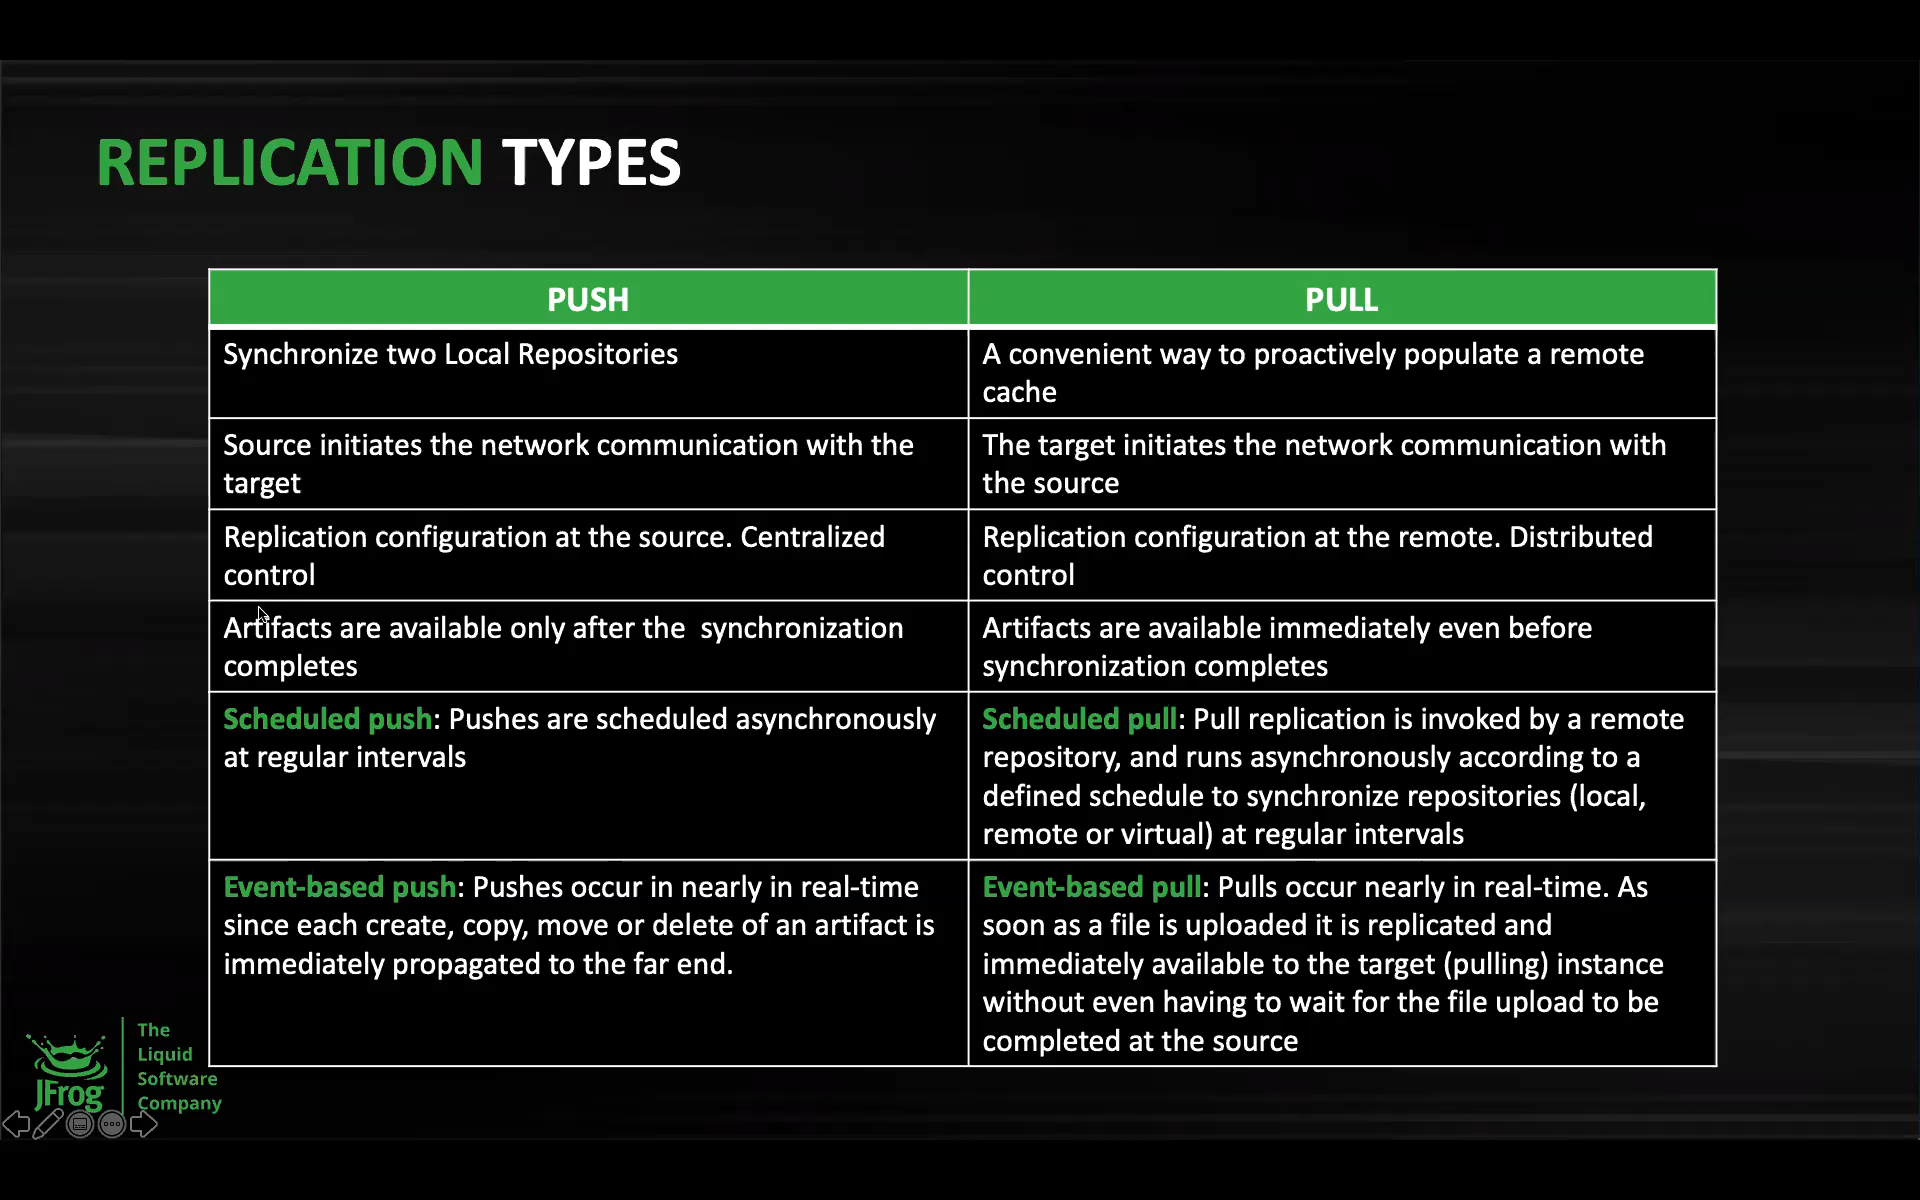 REPLICATION TYPES
PUSH
PULL
Synchronize two Local Repositories
A convenient way to proactively populate a remote
cache
Source initiates the network communication with the
target
The target initiates the network communication with
the source
Replication configuration at the source. Centralized
control
Replication configuration at the remote. Distributed
control
Artifacts are available only after the  synchronization
completes
Artifacts are available immediately even before
synchronization completes
Scheduled push: Pushes are scheduled asynchronously
at regular intervals
Scheduled pull: Pull replication is invoked by a remote
repository, and runs asynchronously according to a
defined schedule to synchronize repositories (local,
remote or virtual) at regular intervals
Event-based push: Pushes occur in nearly in real-time
since each create, copy, move or delete of an artifact is
immediately propagated to the far end.
Event-based pull: Pulls occur nearly in real-time. As
soon as a file is uploaded it is replicated and
immediately available to the target (pulling) instance
without even having to wait for the file upload to be
completed at the source
JFrog
The
Liquid
Software
Company